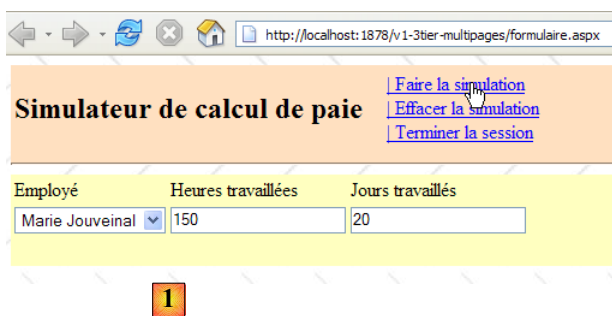 http://localhost:1878/v1-3tier-multipages/formulaire.aspx
Simulateur de calcul de paie
| Faire la simulation
| Effacer la simulation
| Terminer la session
Employé Heures travaillées Jours travaillés
Marie Jouveinal 150 20
1